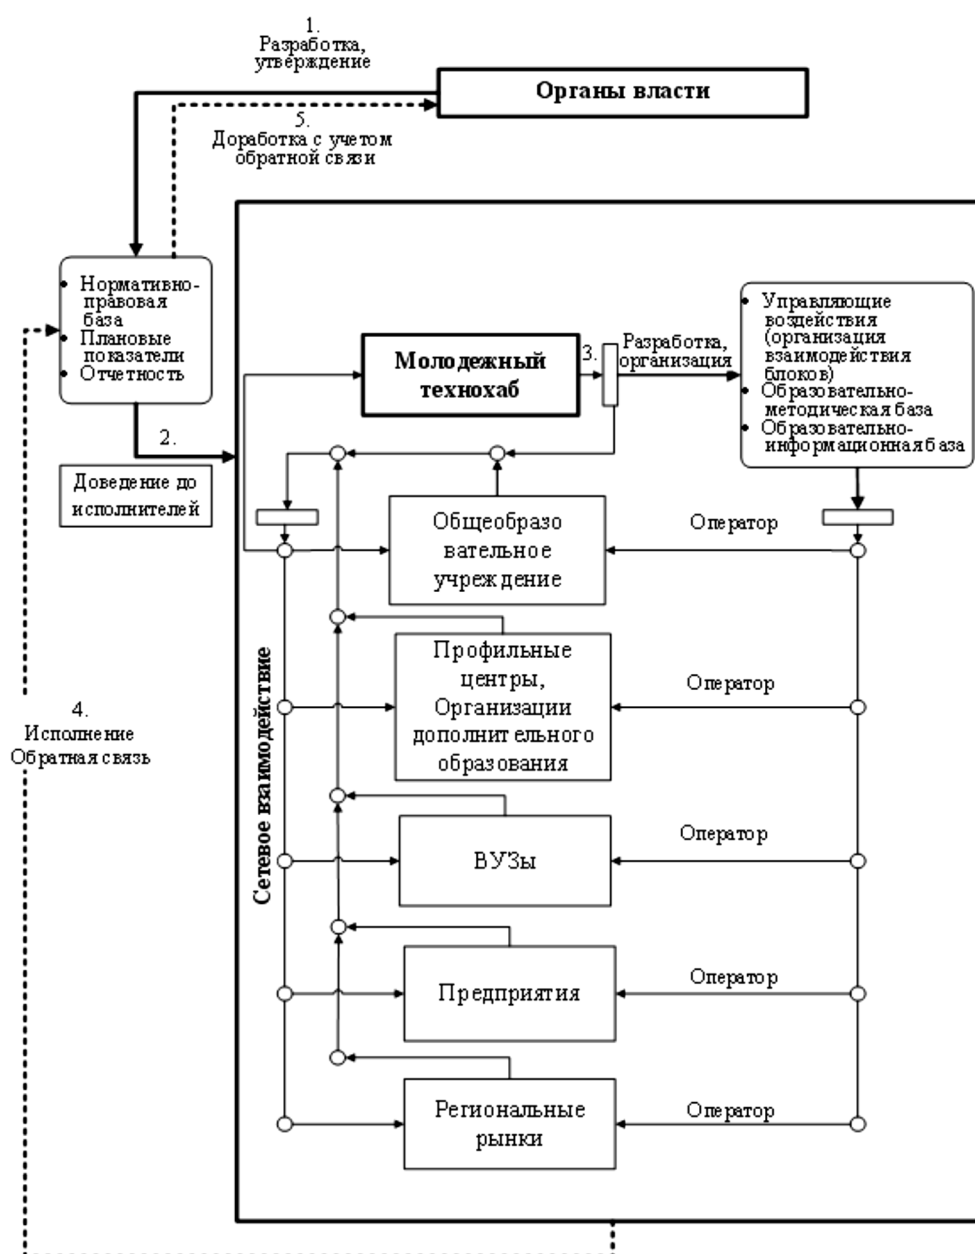 1.
Разработка,
утверждение
Органы власти
5.
Доработка с учетом
обратной связи
• Нормативно-
правовая
база
• Плановые
показатели
• Отчетность
2.
Доведение до
исполнителей
Молодежный
технохаб
3.
Разработка,
организация
• Управляющие
воздействия
(организация
взаимодействия
блоков)
• Образовательно-
методическая база
• Образовательно-
информационная база
Общеобразо
вательное
учреждение
Оператор
Сетевое взаимодействие
Профильные
центры,
Организации
дополнительного
образования
Оператор
4.
Исполнение
Обратная связь
ВУЗы
Оператор
Предприятия
Оператор
Региональные
рынки
Оператор